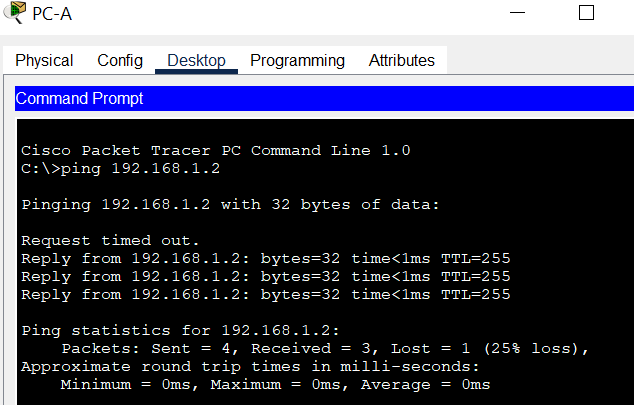 PC-A
Physical Config Desktop Programming Attributes
Command Prompt
Cisco Packet Tracer PC Command Line 1.0
C:\>ping 192.168.1.2
Pinging 192.168.1.2 with 32 bytes of data:
Request timed out.
Reply from 192.168.1.2: bytes=32 time<1ms TTL=255
Reply from 192.168.1.2: bytes=32 time<1ms TTL=255
Reply from 192.168.1.2: bytes=32 time<1ms TTL=255
Ping statistics for 192.168.1.2:
    Packets: Sent = 4, Received = 3, Lost = 1 (25% loss),
Approximate round trip times in milli-seconds:
    Minimum = 0ms, Maximum = 0ms, Average = 0ms